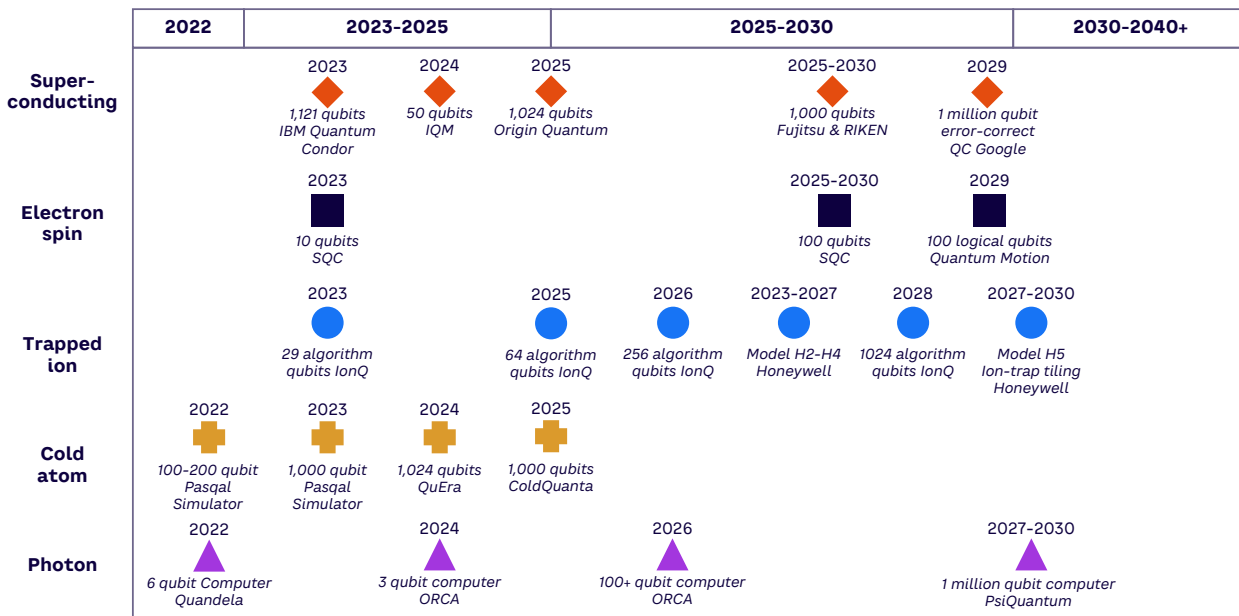 2022
2023-2025
2025-2030
2030-2040+
Super-
conducting
2023
1,121 qubits
IBM Quantum
Condor
2024
50 qubits
IQM
2025
1,024 qubits
Origin Quantum
2025-2030
1,000 qubits
Fujitsu & RIKEN
2029
1 million qubit
error-correct
QC Google
Electron
spin
2023
10 qubits
SQC
2025-2030
100 qubits
SQC
2029
100 logical qubits
Quantum Motion
Trapped
ion
2023
29 algorithm
qubits IonQ
2025
64 algorithm
qubits IonQ
2026
256 algorithm
qubits IonQ
2023-2027
Model H2-H4
Honeywell
2028
1024 algorithm
qubits IonQ
2027-2030
Model H5
Ion-trap tiling
Honeywell
Cold
atom
2022
100-200 qubit
Pasqal
Simulator
2023
1,000 qubit
Pasqal
Simulator
2024
1,024 qubits
QuEra
2025
1,000 qubits
ColdQuanta
Photon
2022
6 qubit Computer
Quandela
2024
3 qubit computer
ORCA
2026
100+ qubit computer
ORCA
2027-2030
1 million qubit computer
PsiQuantum